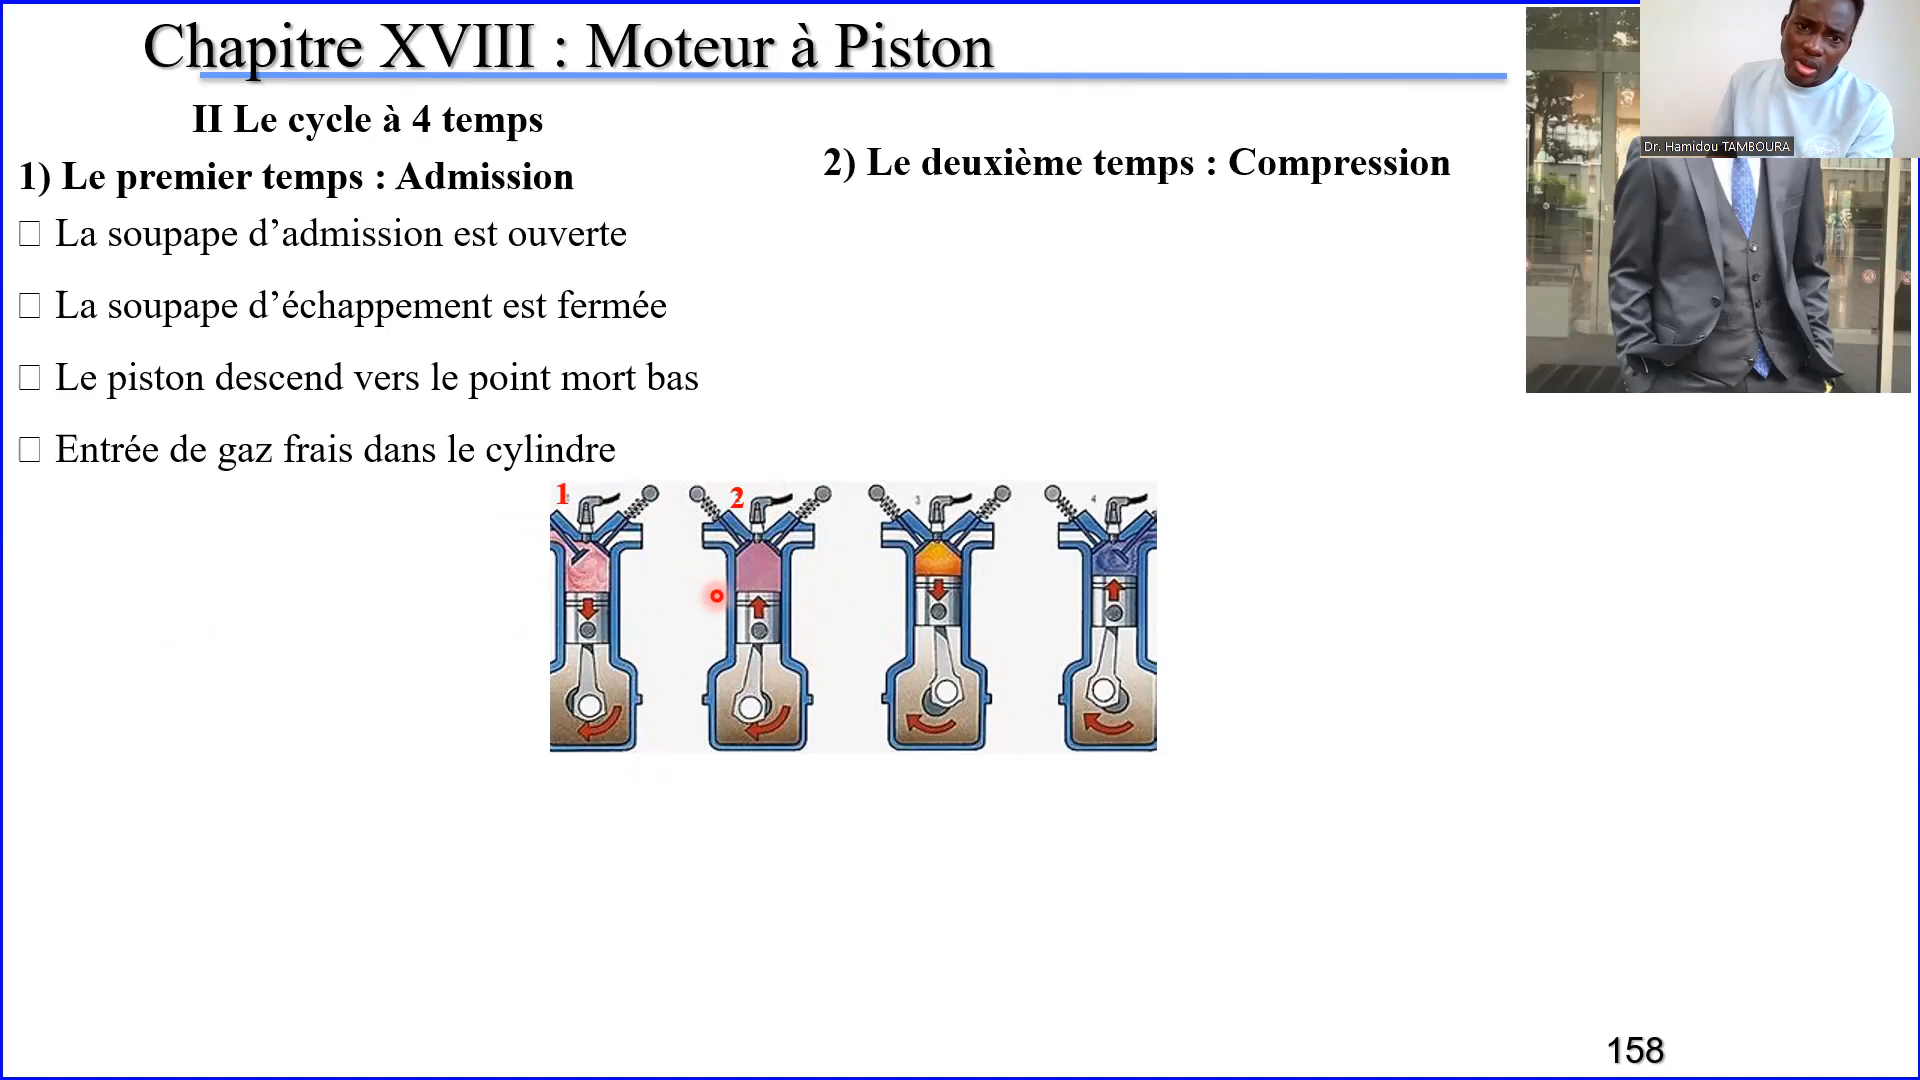 Chapitre XVIII : Moteur à Piston
II Le cycle à 4 temps
1) Le premier temps : Admission
La soupape d’admission est ouverte
La soupape d’échappement est fermée
Le piston descend vers le point mort bas
Entrée de gaz frais dans le cylindre
2) Le deuxième temps : Compression
Dr. Hamidou TAMBOURA
1
2
3
4
158